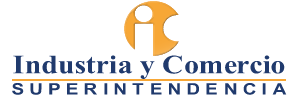 Industria y Comercio
SUPERINTENDENCIA